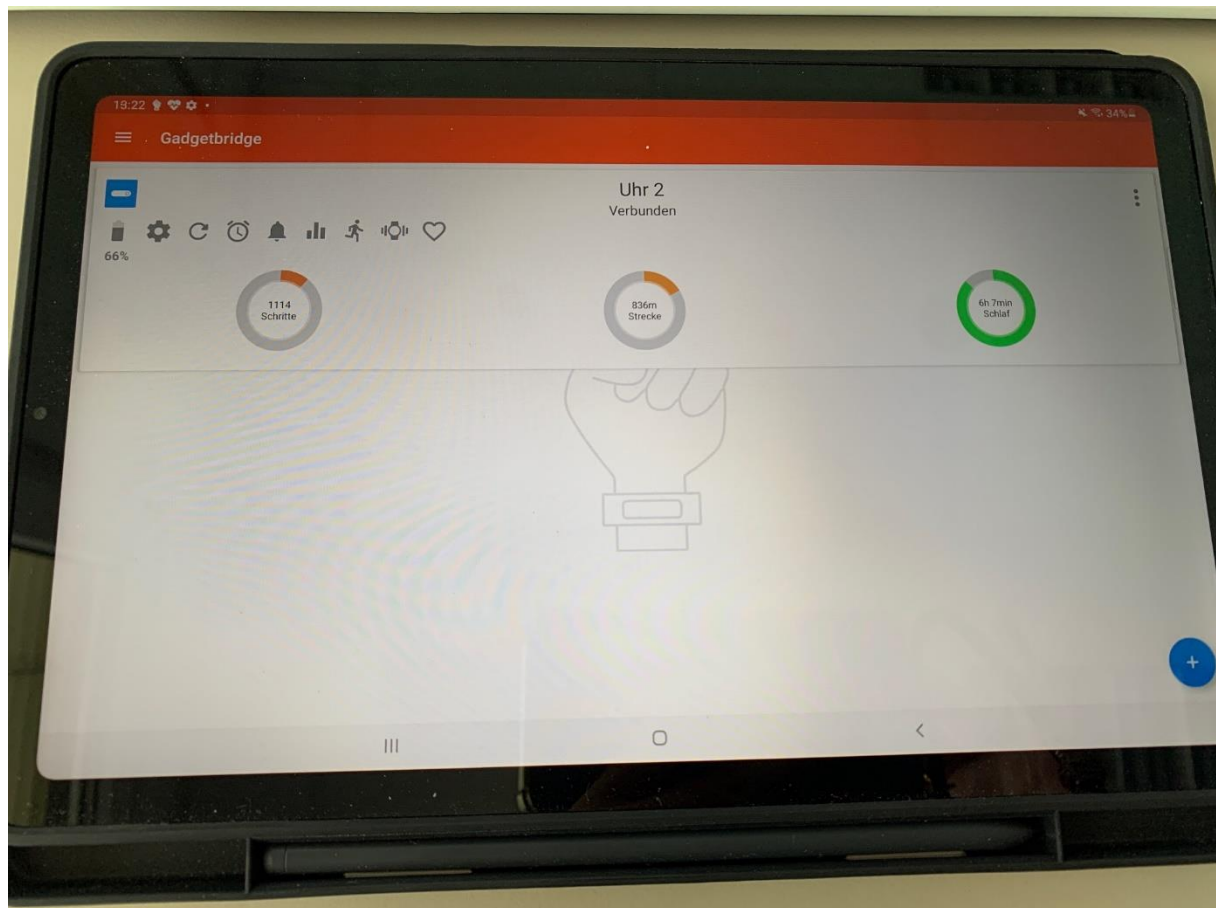 19:22
34%
Gadgetbridge
Uhr 2
Verbunden
66%
1114
Schritte
836m
Strecke
6h 7min
Schlaf